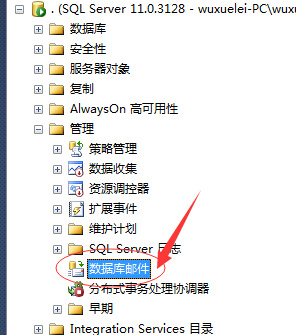 . (SQL Server 11.0.3128 - wuxuelei-PC\wuxu
数据库
安全性
服务器对象
复制
AlwaysOn 高可用性
管理
策略管理
数据收集
资源调控器
扩展事件
维护计划
SQL Server 日志
数据库邮件
分布式事务处理协调器
早期
Integration Services 目录